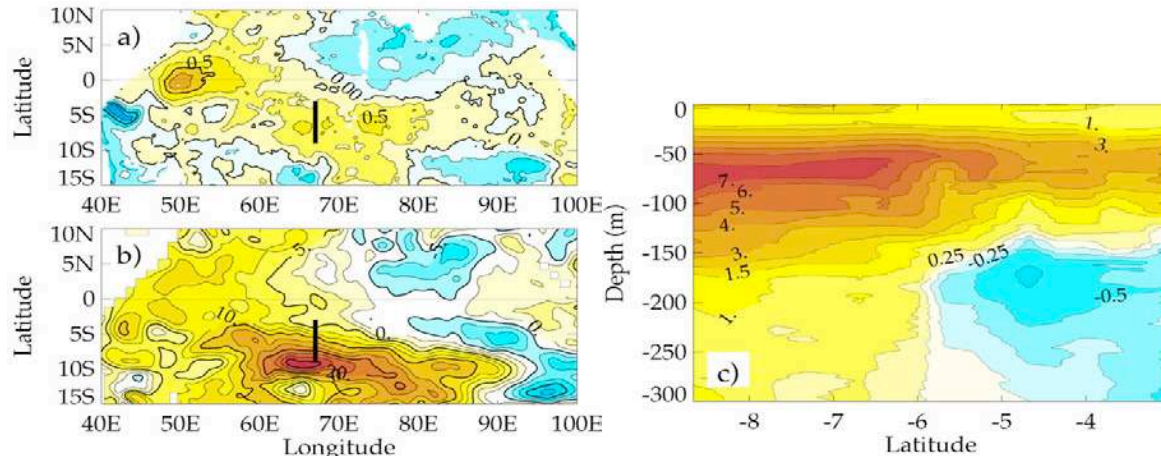 a)
Latitude
10N
5N
0
5S
10S
15S
40E 50E 60E 70E 80E 90E 100E
0.5
0.00
0.5
0
b)
Latitude
10N
5N
0
5S
10S
15S
40E 50E 60E 70E 80E 90E 100E
Longitude
5.
10.
0.
20
0
c)
Depth (m)
0
-50
-100
-150
-200
-250
-300
-8 -7 -6 -5 -4
Latitude
1.
3.
7.
6.
5.
4.
3.
1.5
1.
0.25
-0.25
-0.5